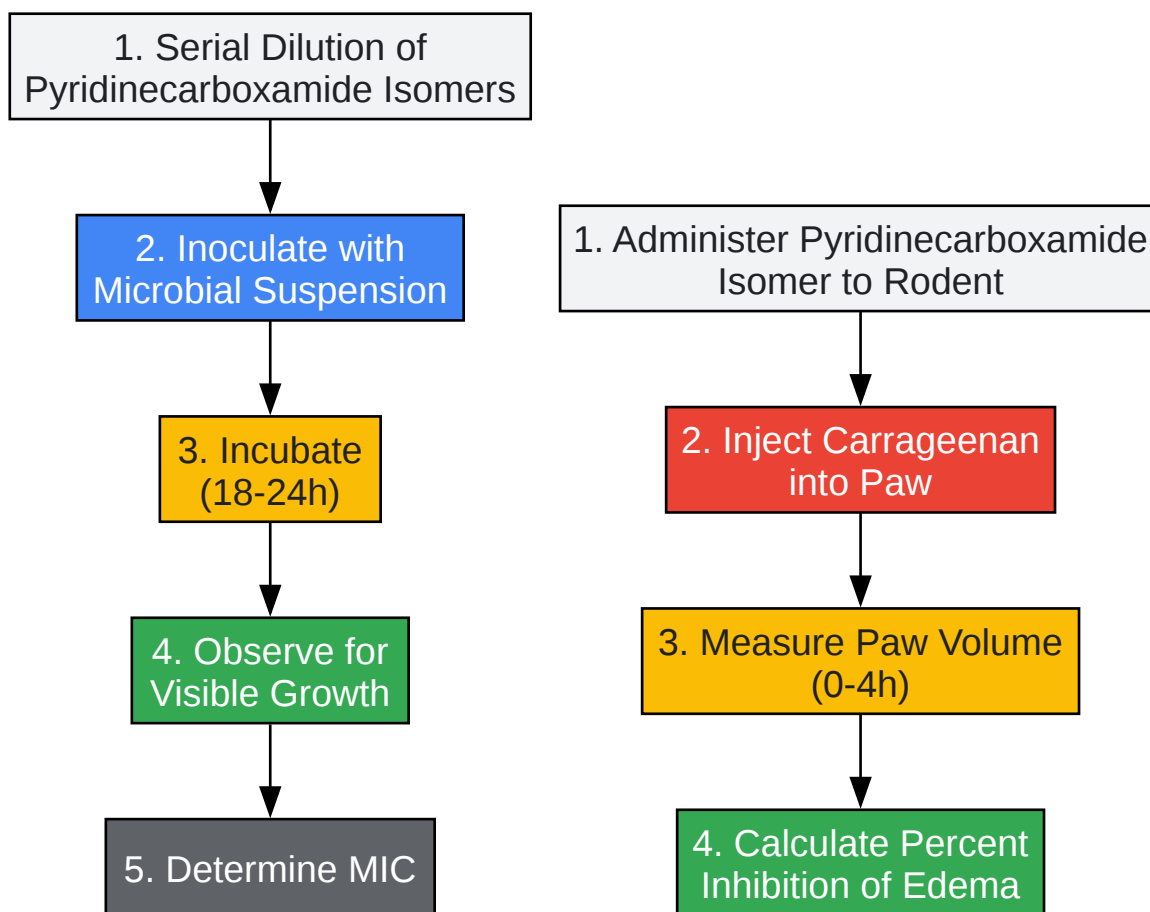 1. Serial Dilution of
Pyridinecarboxamide Isomers
2. Inoculate with
Microbial Suspension
3. Incubate
(18-24h)
4. Observe for
Visible Growth
5. Determine MIC
1. Administer Pyridinecarboxamide
Isomer to Rodent
2. Inject Carrageenan
into Paw
3. Measure Paw Volume
(0-4h)
4. Calculate Percent
Inhibition of Edema